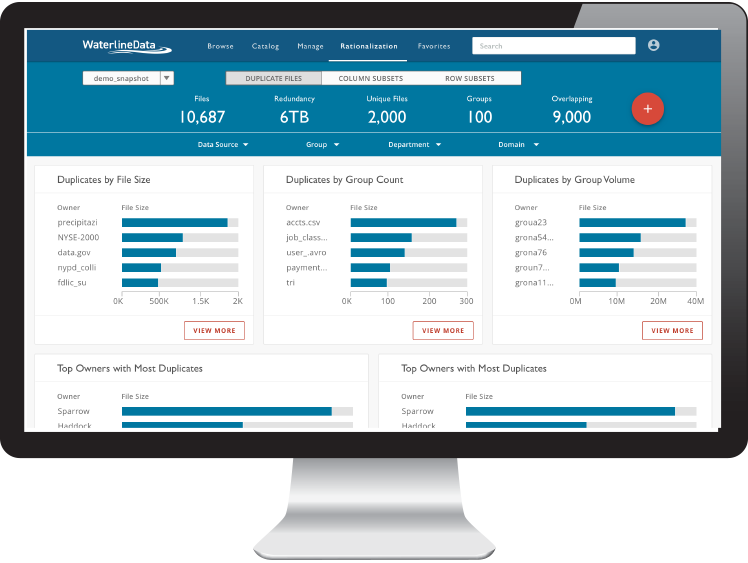 WaterlineData Browse Catalog Manage Rationalization Favorites Search
demo_snapshot DUPLICATE FILES COLUMN SUBSETS ROW SUBSETS
Files Redundancy Unique Files Groups Overlapping
10,687 6TB 2,000 100 9,000 +
Data Source Group Department Domain
Duplicates by File Size
Owner File Size
precipitazi
NYSE-2000
data.gov
nypd_colli
fdlic_su
0K 500K 1.5K 2K
VIEW MORE
Duplicates by Group Count
Owner File Size
accts.csv
job_class...
user_.avro
payment...
tri
0K 100 200 300
VIEW MORE
Duplicates by Group Volume
Owner File Size
groua23
grona54...
grona76
groun7...
grona11...
0M 10M 20M 40M
VIEW MORE
Top Owners with Most Duplicates
Owner File Size
Sparrow
Haddock
Top Owners with Most Duplicates
Owner File Size
Sparrow
Haddock